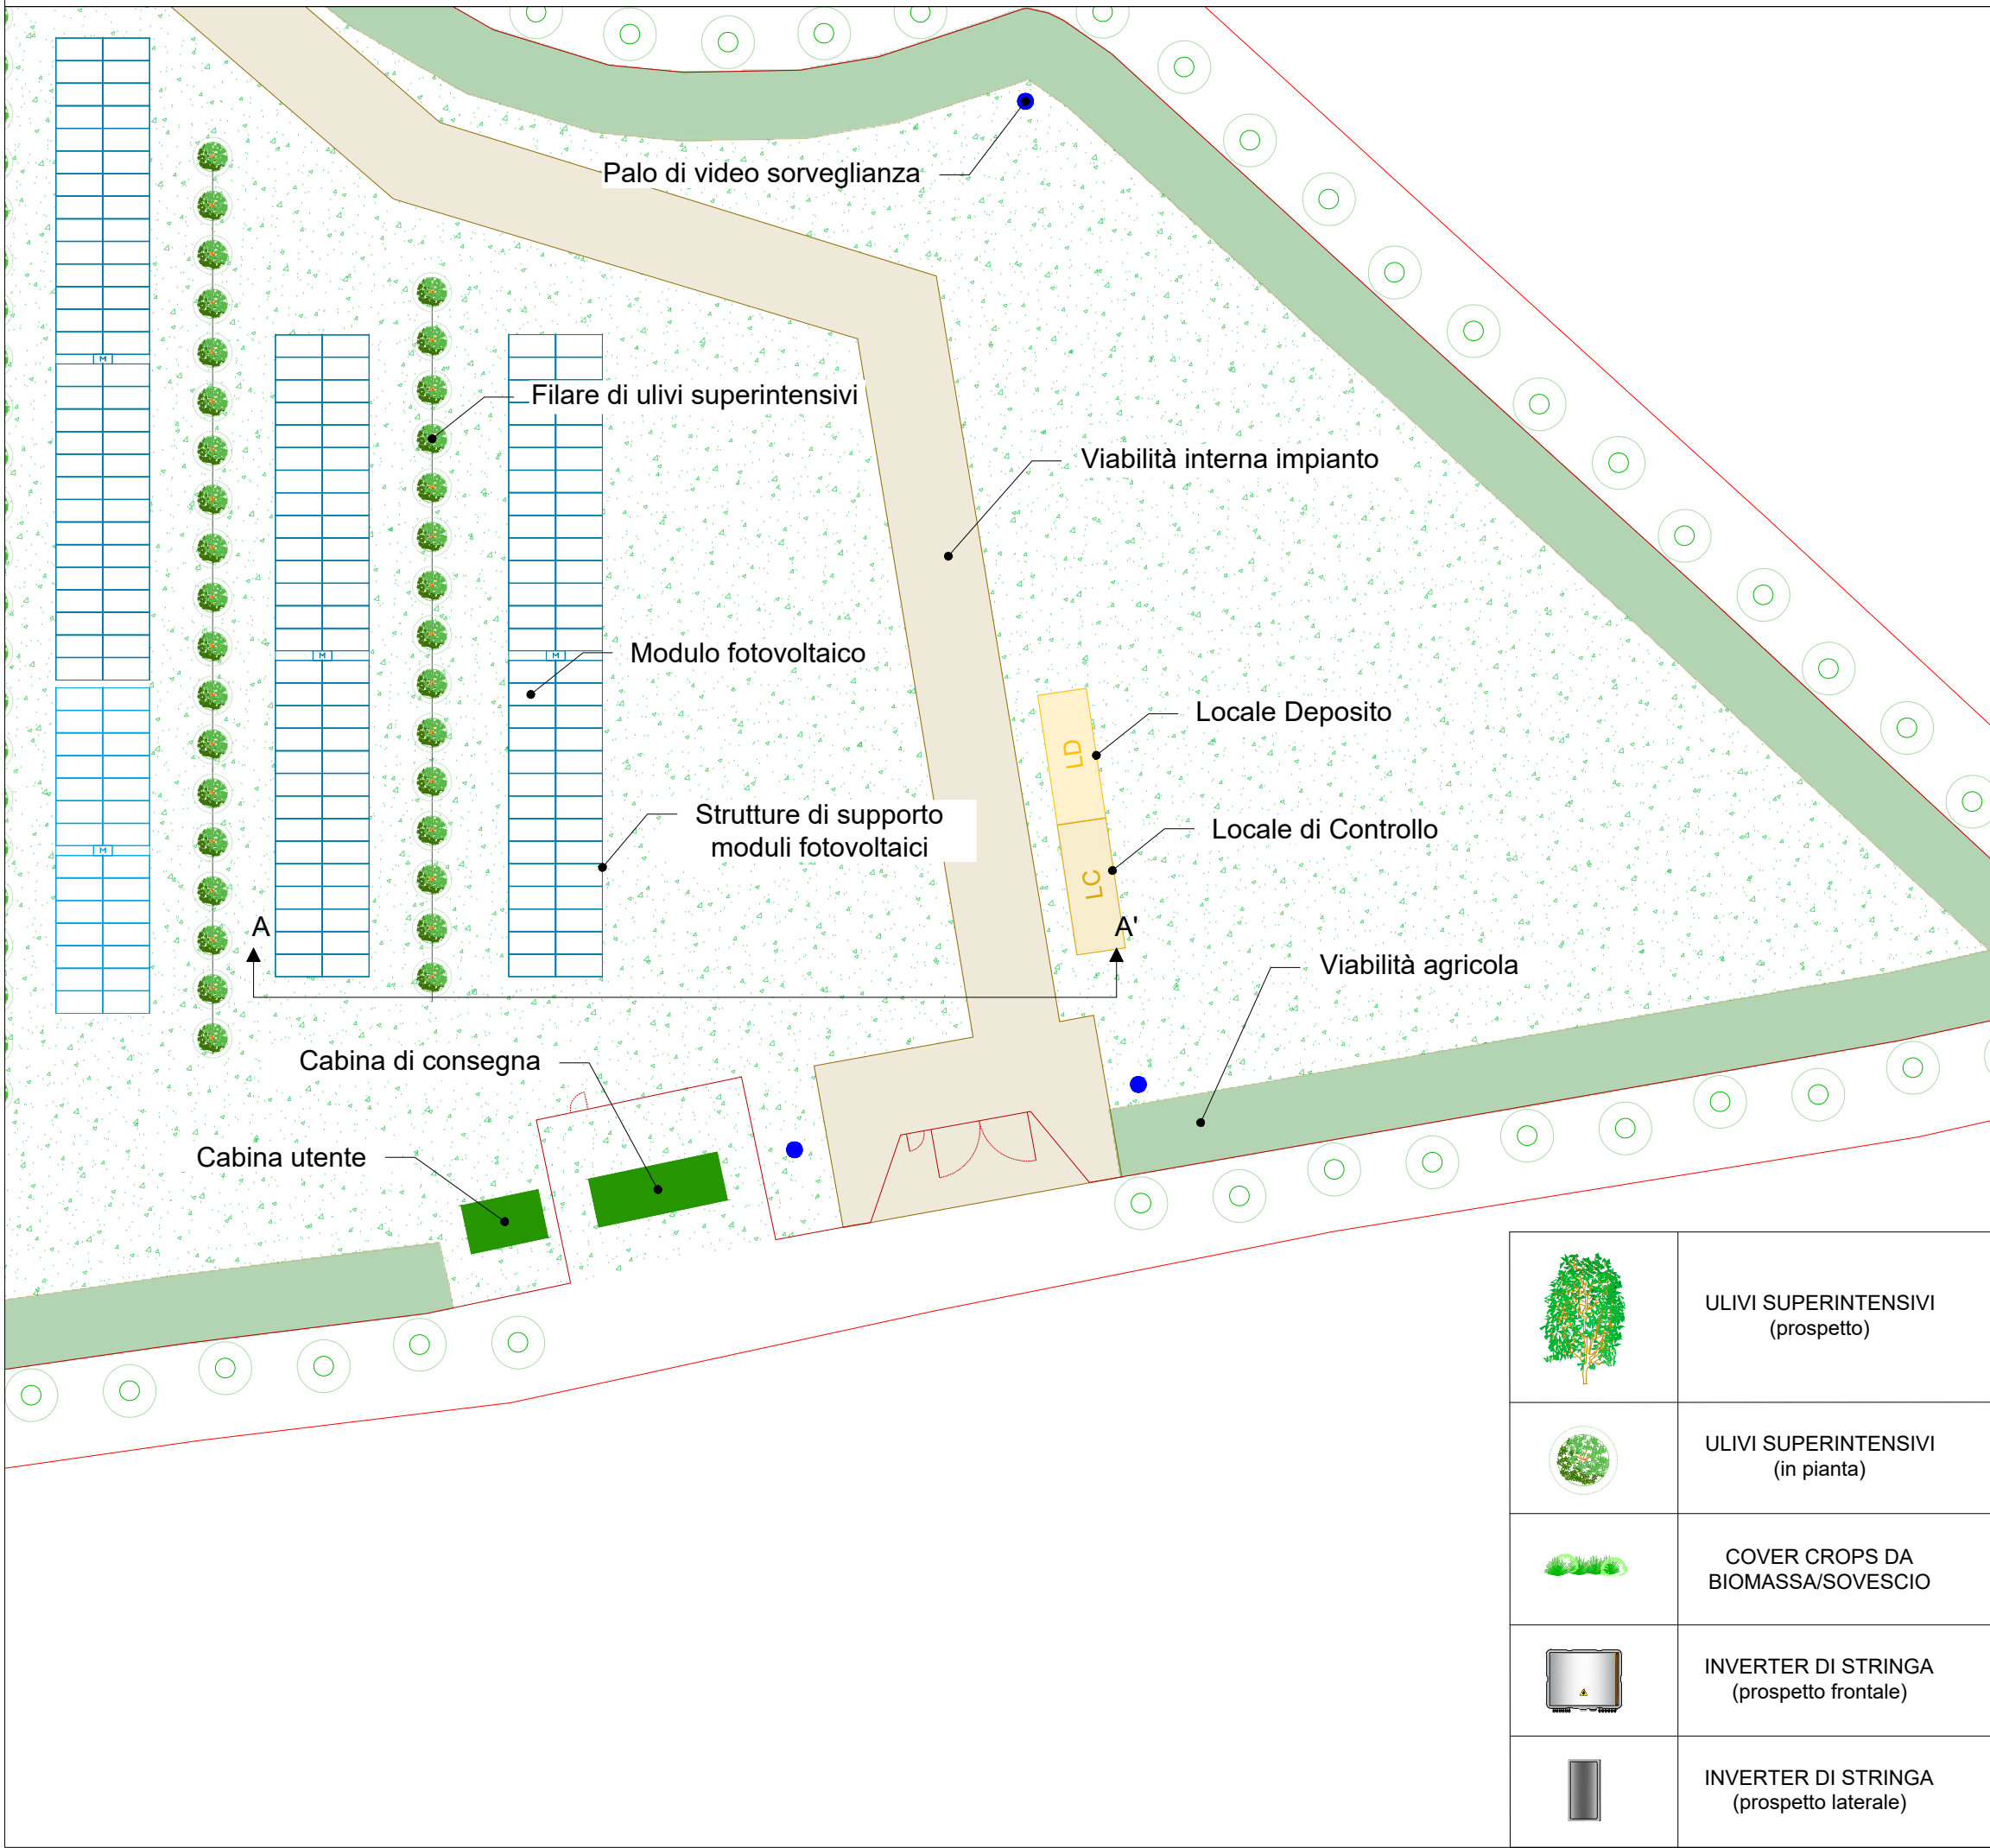 Palo di video sorveglianza
M
Filare di ulivi superintensivi
Viabilità interna impianto
M
M
Modulo fotovoltaico
Locale Deposito
LD
Strutture di supporto
moduli fotovoltaici
Locale di Controllo
M
LC
A
A'
Viabilità agricola
Cabina di consegna
Cabina utente
ULIVI SUPERINTENSIVI
(prospetto)
ULIVI SUPERINTENSIVI
(in pianta)
COVER CROPS DA
BIOMASSA/SOVESCIO
INVERTER DI STRINGA
(prospetto frontale)
INVERTER DI STRINGA
(prospetto laterale)